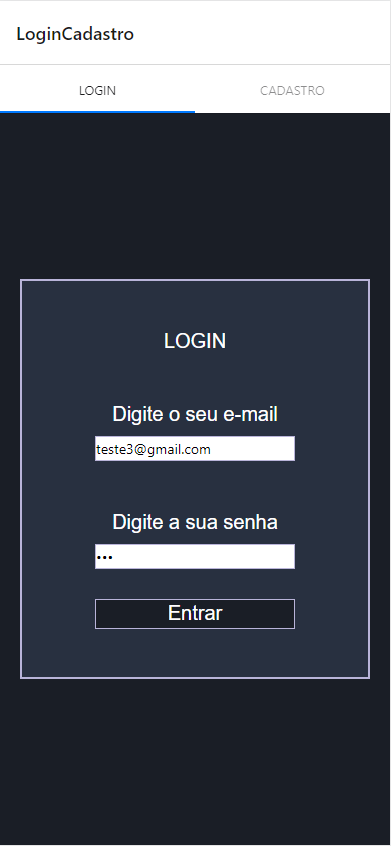 LoginCadastro
LOGIN CADASTRO
LOGIN
Digite o seu e-mail
teste3@gmail.com
Digite a sua senha
•••
Entrar